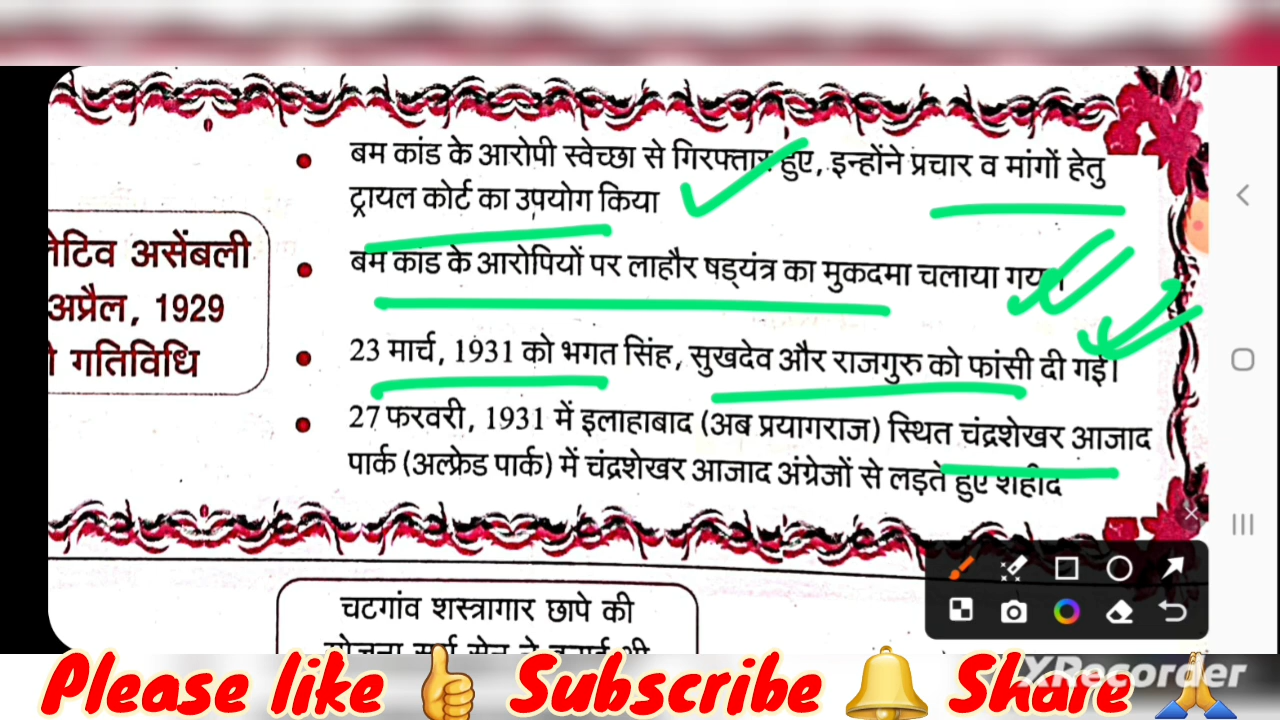 बम कांड के आरोपी स्वेच्छा से गिरफ्तार हुए, इन्होंने प्रचार व मांगों हेतु
ट्रायल कोर्ट का उपयोग किया
असेंबली
अप्रैल, 1929
गतिविधि
बम कांड के आरोपियों पर लाहौर षड्यंत्र का मुकदमा चलाया गया।
23 मार्च, 1931 को भगत सिंह, सुखदेव और राजगुरु को फांसी दी गई।
27 फरवरी, 1931 में इलाहाबाद (अब प्रयागराज) स्थित चंद्रशेखर आजाद
पार्क (अल्फ्रेड पार्क) में चंद्रशेखर आजाद अंग्रेजों से लड़ते हुए शहीद
चटगांव शस्त्रागार छापे की
Please like Subscribe Share
XRecorder